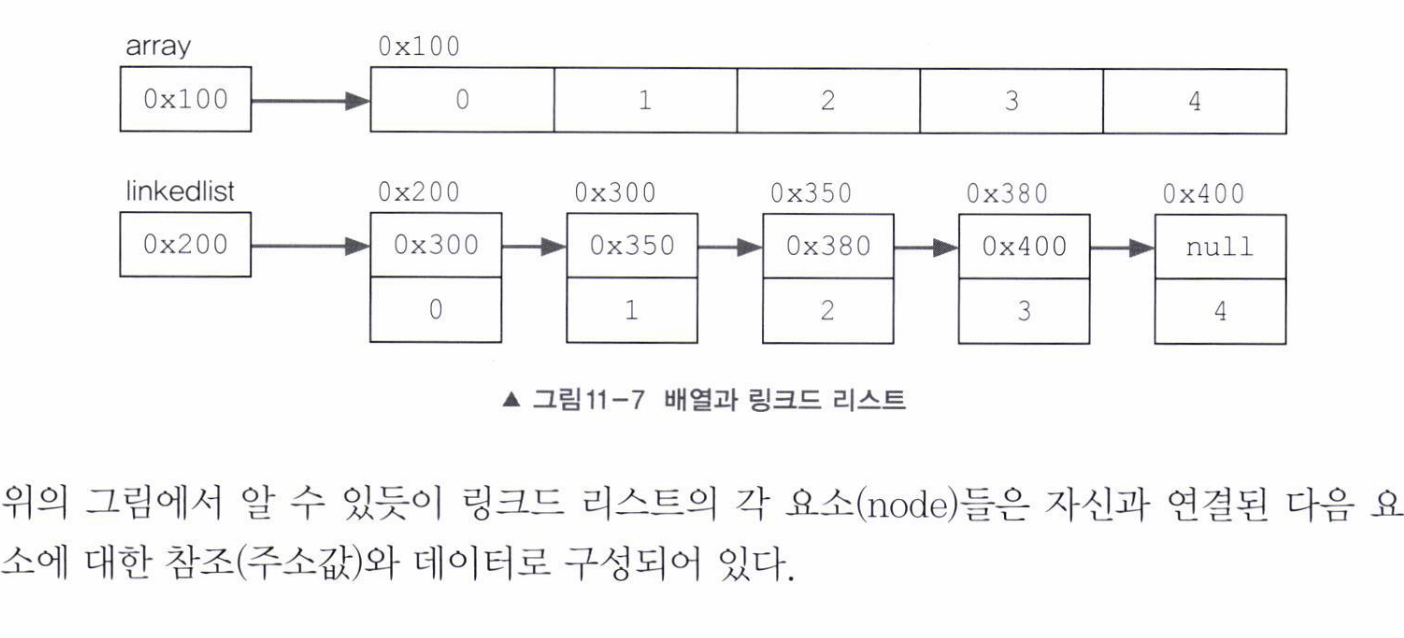 array 0x100
0x100 0 1 2 3 4
linkedlist 0x200 0x300 0x350 0x380 0x400
0x200 0x300 0x350 0x380 0x400 null
0 1 2 3 4
▲ 그림11-7 배열과 링크드 리스트
위의 그림에서 알 수 있듯이 링크드 리스트의 각 요소(node)들은 자신과 연결된 다음 요
소에 대한 참조(주소값)와 데이터로 구성되어 있다.